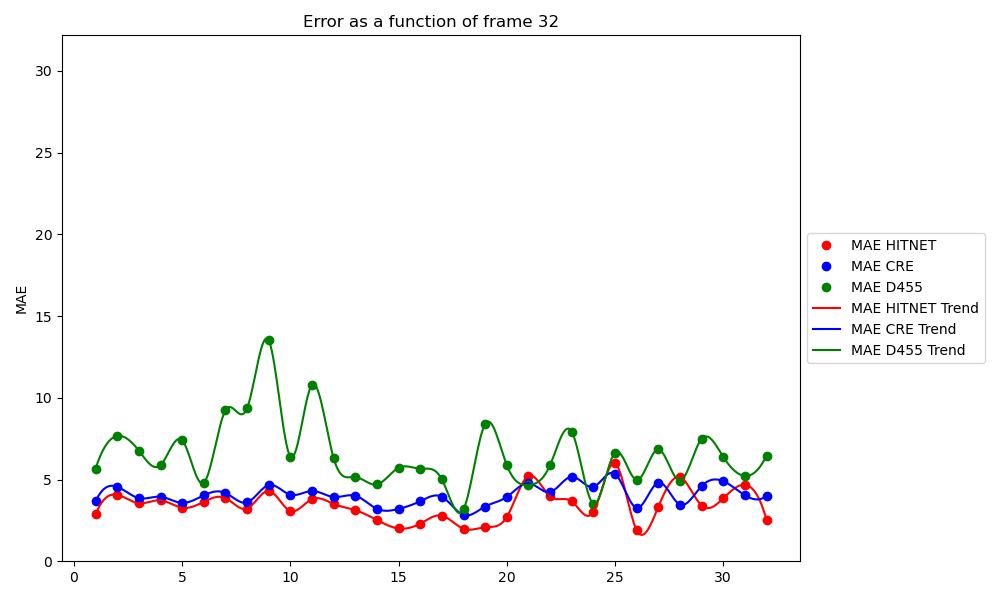 Error as a function of frame 32
30
25
20
15
10
5
0
MAE
0
5
10
15
20
25
30
MAE HITNET
MAE CRE
MAE D455
MAE HITNET Trend
MAE CRE Trend
MAE D455 Trend